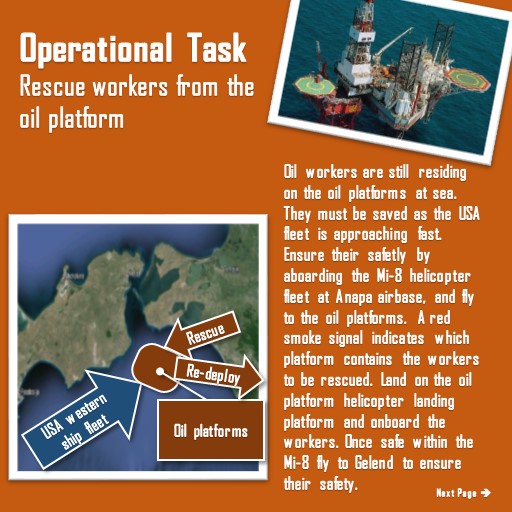 Operational Task
Rescue workers from the
oil platform
Oil workers are still residing
on the oil platforms at sea.
They must be saved as the USA
fleet is approaching fast.
Ensure their safetly by
aboarding the Mi-8 helicopter
fleet at Anapa airbase, and fly
to the oil platforms. A red
smoke signal indicates which
platform contains the workers
to be rescued. Land on the oil
platform helicopter landing
platform and onboard the
workers. Once safe within the
Mi-8 fly to Gelend to ensure
their safety.
Rescue
Re-deploy
USA western
ship fleet
Oil platforms
Next Page →